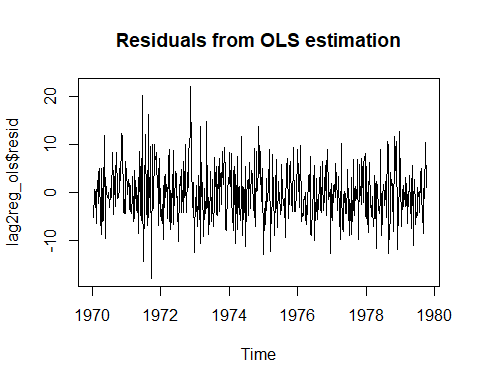 Residuals from OLS estimation
lag2reg_ols$resid
20
10
0
-10
1970 1972 1974 1976 1978 1980
Time